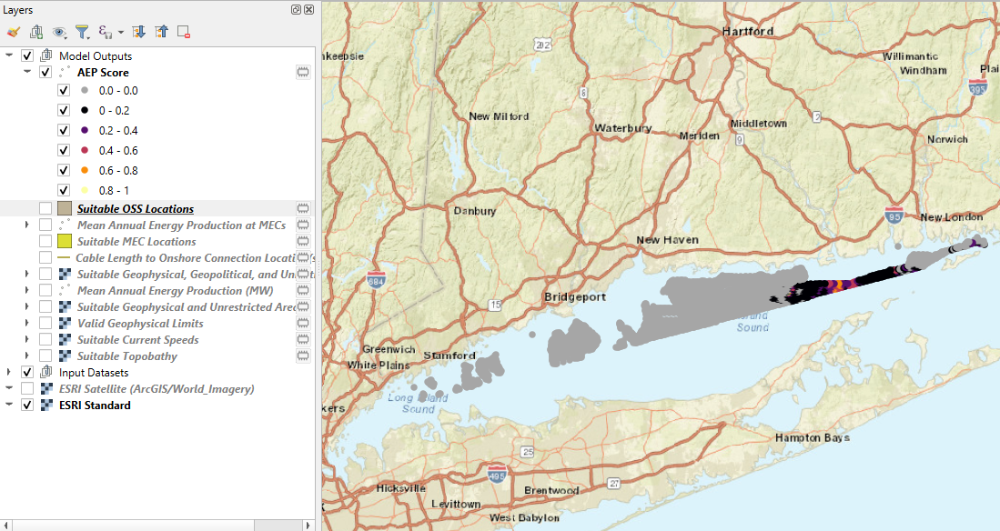 Layers
Model Outputs
AEP Score
0.0 - 0.0
0 - 0.2
0.2 - 0.4
0.4 - 0.6
0.6 - 0.8
0.8 - 1
Suitable OSS Locations
Mean Annual Energy Production at MECs
Suitable MEC Locations
Cable Length to Onshore Connection Locati
Suitable Geophysical, Geopolitical, and Un
Mean Annual Energy Production (MW)
Suitable Geophysical and Unrestricted Area
Valid Geophysical Limits
Suitable Current Speeds
Suitable Topobathy
Input Datasets
ESRI Satellite (ArcGIS/World_Imagery)
ESRI Standard
Hartford
202
keepsie
Willimantic
Windham
Plai
395
6
New Milford
Waterbury
Middletown
2
Meriden
9
Norwich
Danbury
95
New London
New Haven
684
15
Bridgeport
Sound
Greenwich
Stamford
White Plains
Long Island
Sound
kers
Hampton Bays
25
495
27
Hicksville
Brentwood
Levittown
West Babylon